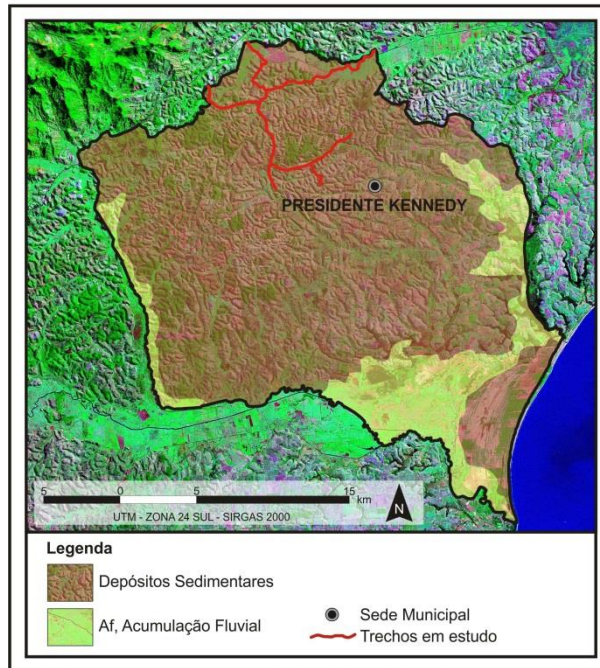 PRESIDENTE KENNEDY
5 0 5 15
km
UTM - ZONA 24 SUL - SIRGAS 2000
N
Legenda
Depósitos Sedimentares
Af, Acumulação Fluvial
Sede Municipal
Trechos em estudo